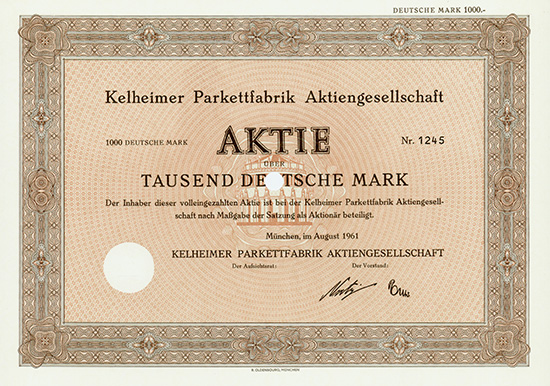 DEUTSCHE MARK 1000.-
Kelheimer Parkettfabrik Aktiengesellschaft
1000 DEUTSCHE MARK AKTIE Nr. 1245
ÜBER
TAUSEND DE TSCHE MARK
Der Inhaber dieser volleingezahlten Aktie ist bei der Kelheimer Parkettfabrik Aktiengesell-
schaft nach Maßgabe der Satzung als Aktionär beteiligt.
München, im August 1961
KELHEIMER PARKETTFABRIK AKTIENGESELLSCHAFT
Der Aufsichtsrat: Der Vorstand:
R. OLDENBOURG, MÜNCHEN